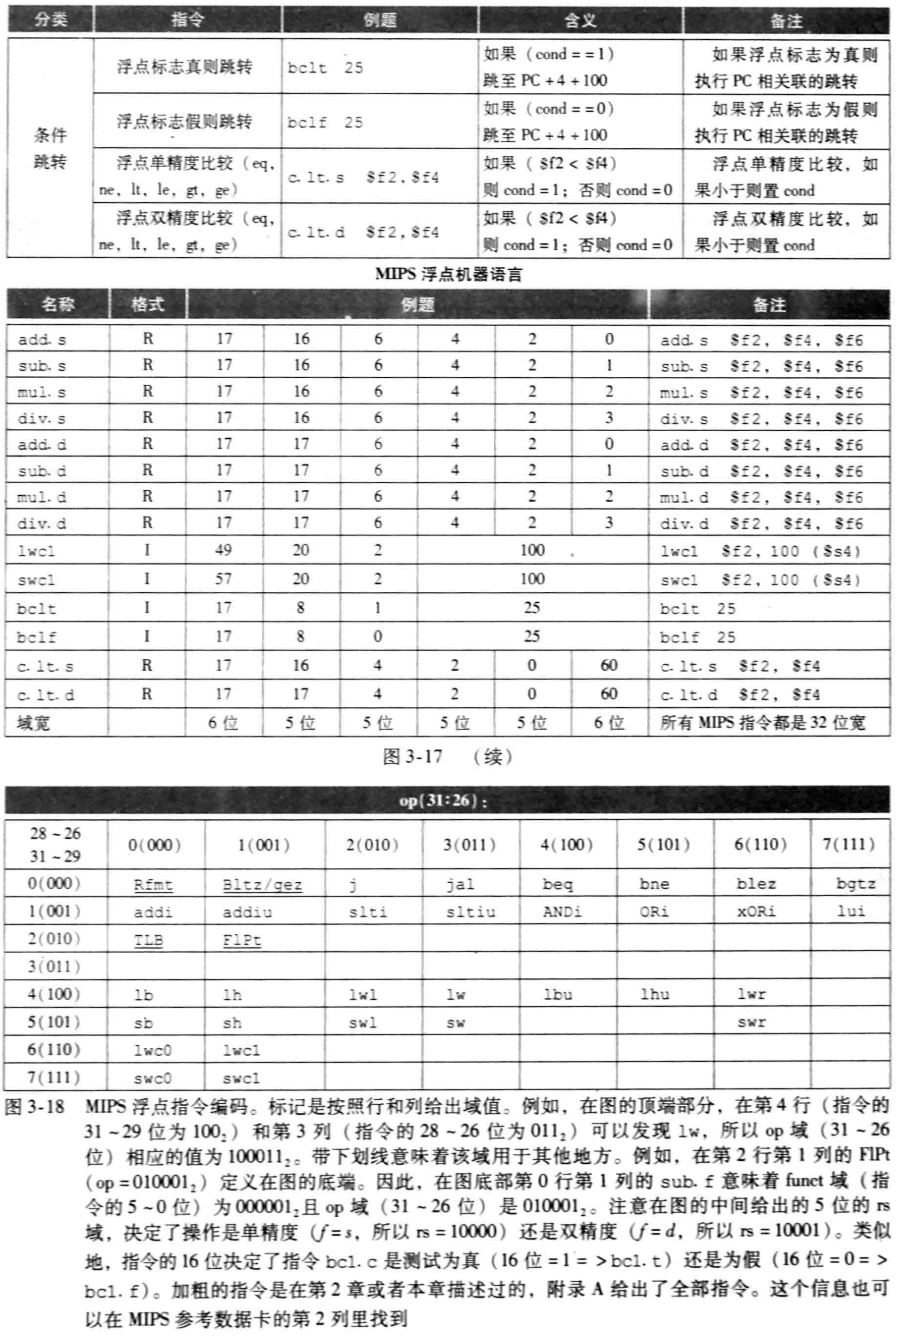 分类 指令 例题 含义 备注
条件跳转 浮点标志真则跳转 bclt 25 如果（cond==1）跳至 PC+4+100 如果浮点标志为真则执行 PC 相关联的跳转
浮点标志假则跳转 bclf 25 如果（cond==0）跳至 PC+4+100 如果浮点标志为假则执行 PC 相关联的跳转
浮点单精度比较（eq, ne, lt, le, gt, ge） c.lt.s $f2,$f4 如果（$f2<$f4）则 cond=1；否则 cond=0 浮点单精度比较，如果小于则置 cond
浮点双精度比较（eq, ne, lt, le, gt, ge） c.lt.d $f2,$f4 如果（$f2<$f4）则 cond=1；否则 cond=0 浮点双精度比较，如果小于则置 cond
MIPS 浮点机器语言
名称 格式 例题 备注
add.s R 17 16 6 4 2 0 add.s $f2, $f4, $f6
sub.s R 17 16 6 4 2 1 sub.s $f2, $f4, $f6
mul.s R 17 16 6 4 2 2 mul.s $f2, $f4, $f6
div.s R 17 16 6 4 2 3 div.s $f2, $f4, $f6
add.d R 17 17 6 4 2 0 add.d $f2, $f4, $f6
sub.d R 17 17 6 4 2 1 sub.d $f2, $f4, $f6
mul.d R 17 17 6 4 2 2 mul.d $f2, $f4, $f6
div.d R 17 17 6 4 2 3 div.d $f2, $f4, $f6
lwc1 I 49 20 2 100 lwc1 $f2,100 ($s4)
swc1 I 57 20 2 100 swc1 $f2,100 ($s4)
bclt I 17 8 1 25 bclt 25
bclf I 17 8 0 25 bclf 25
c.lt.s R 17 16 4 2 0 60 c.lt.s $f2, $f4
c.lt.d R 17 17 4 2 0 60 c.lt.d $f2, $f4
域宽 6位 5位 5位 5位 5位 6位 所有 MIPS 指令都是 32 位宽
图 3-17 （续）
op(31:26)：
28~26 31~29 0(000) 1(001) 2(010) 3(011) 4(100) 5(101) 6(110) 7(111)
0(000) Rfmt Bltz/gez j jal beq bne blez bgtz
1(001) addi addiu slti sltiu ANDi ORi xORi lui
2(010) TLB FlPt
3(011)
4(100) lb lh lwl lw lbu lhu lwr
5(101) sb sh swl sw swr
6(110) lwc0 lwc1
7(111) swc0 swc1
图 3-18 MIPS 浮点指令编码。标记是按照行和列给出域值。例如，在图的顶端部分，在第 4 行（指令的
31~29 位为 100₂）和第 3 列（指令的 28~26 位为 011₂）可以发现 lw，所以 op 域（31~26
位）相应的值为 100011₂。带下划线意味着该域用于其他地方。例如，在第 2 行第 1 列的 FlPt
（op=010001₂）定义在图的底端。因此，在图底部第 0 行第 1 列的 sub.f 意味着 funct 域（指
令的 5~0 位）为 000001₂且 op 域（31~26 位）是 010001₂。注意在图的中间给出的 5 位的 rs
域，决定了操作是单精度（f=s，所以 rs=10000）还是双精度（f=d，所以 rs=10001）。类似
地，指令的 16 位决定了指令 bc1.c 是测试为真（16 位=1=>bc1.t）还是为假（16 位=0=>
bc1.f）。加粗的指令是在第 2 章或者本章描述过的，附录 A 给出了全部指令。这个信息也可
以在 MIPS 参考数据卡的第 2 列里找到